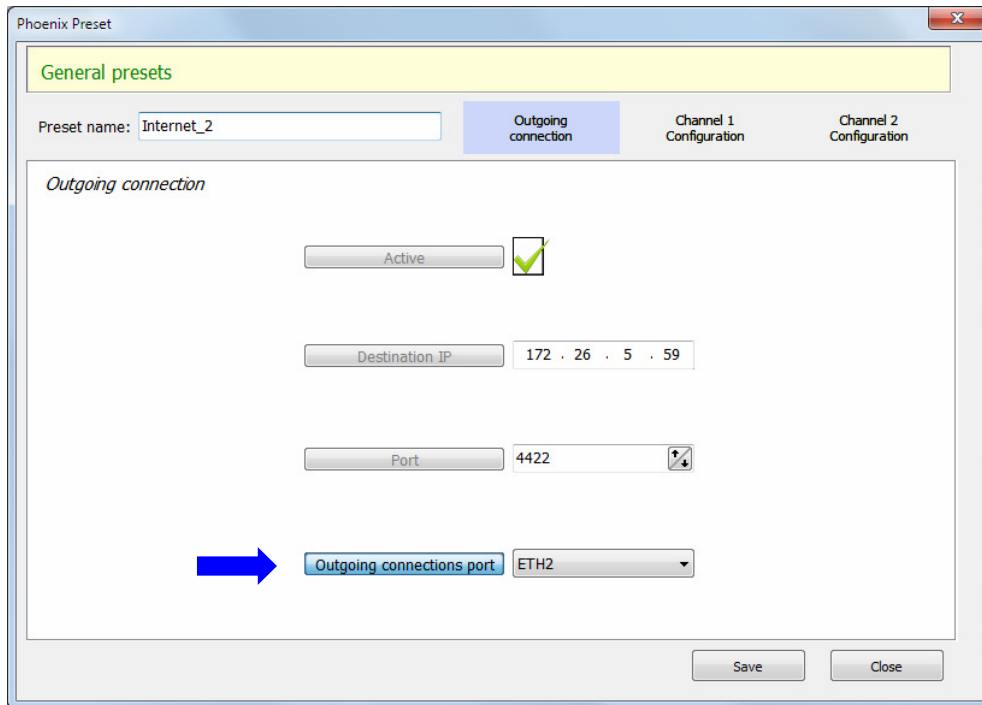 Phoenix Preset
General presets
Preset name: Internet_2
Outgoing
connection
Channel 1
Configuration
Channel 2
Configuration
Outgoing connection
Active
Destination IP 172 . 26 . 5 . 59
Port 4422
Outgoing connections port ETH2
Save Close